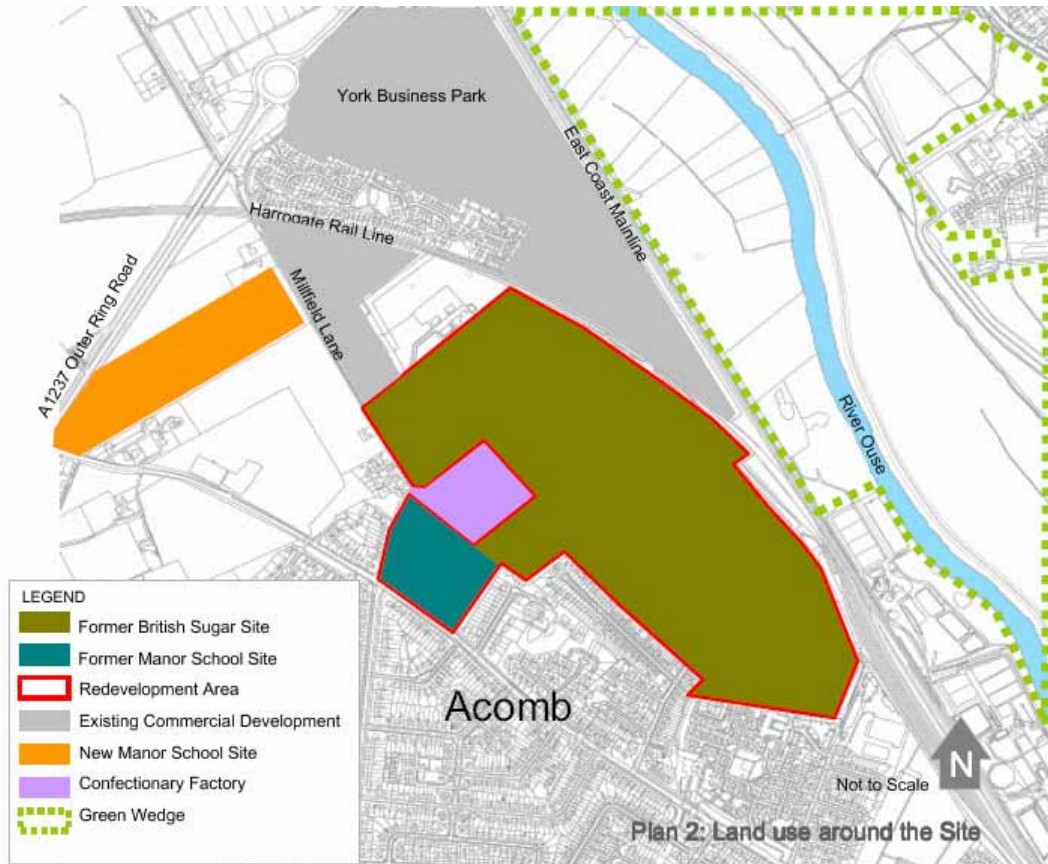 York Business Park
East Coast Mainline
Harrogate Rail Line
A1237 Outer Ring Road
Millfield Lane
River Ouse
LEGEND
Former British Sugar Site
Former Manor School Site
Redevelopment Area
Existing Commercial Development
New Manor School Site
Confectionary Factory
Green Wedge
Acomb
N
Not to Scale
Plan 2: Land use around the Site